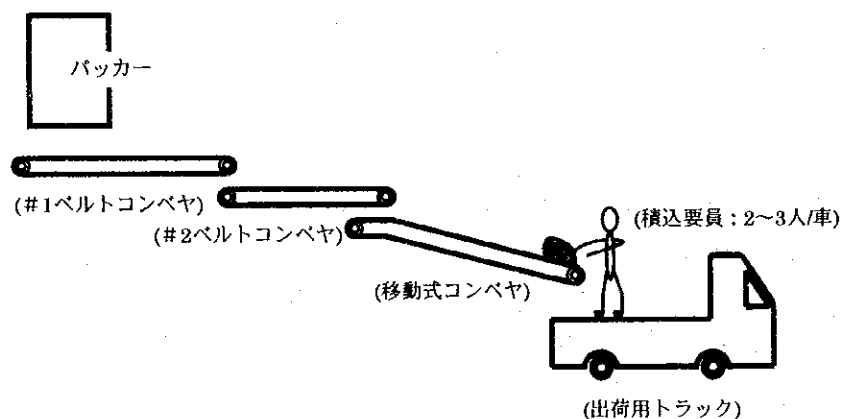 パッカー
(#1ベルトコンベヤ)
(#2ベルトコンベヤ)
(積込要員:2〜3人/車)
(移動式コンベヤ)
(出荷用トラック)